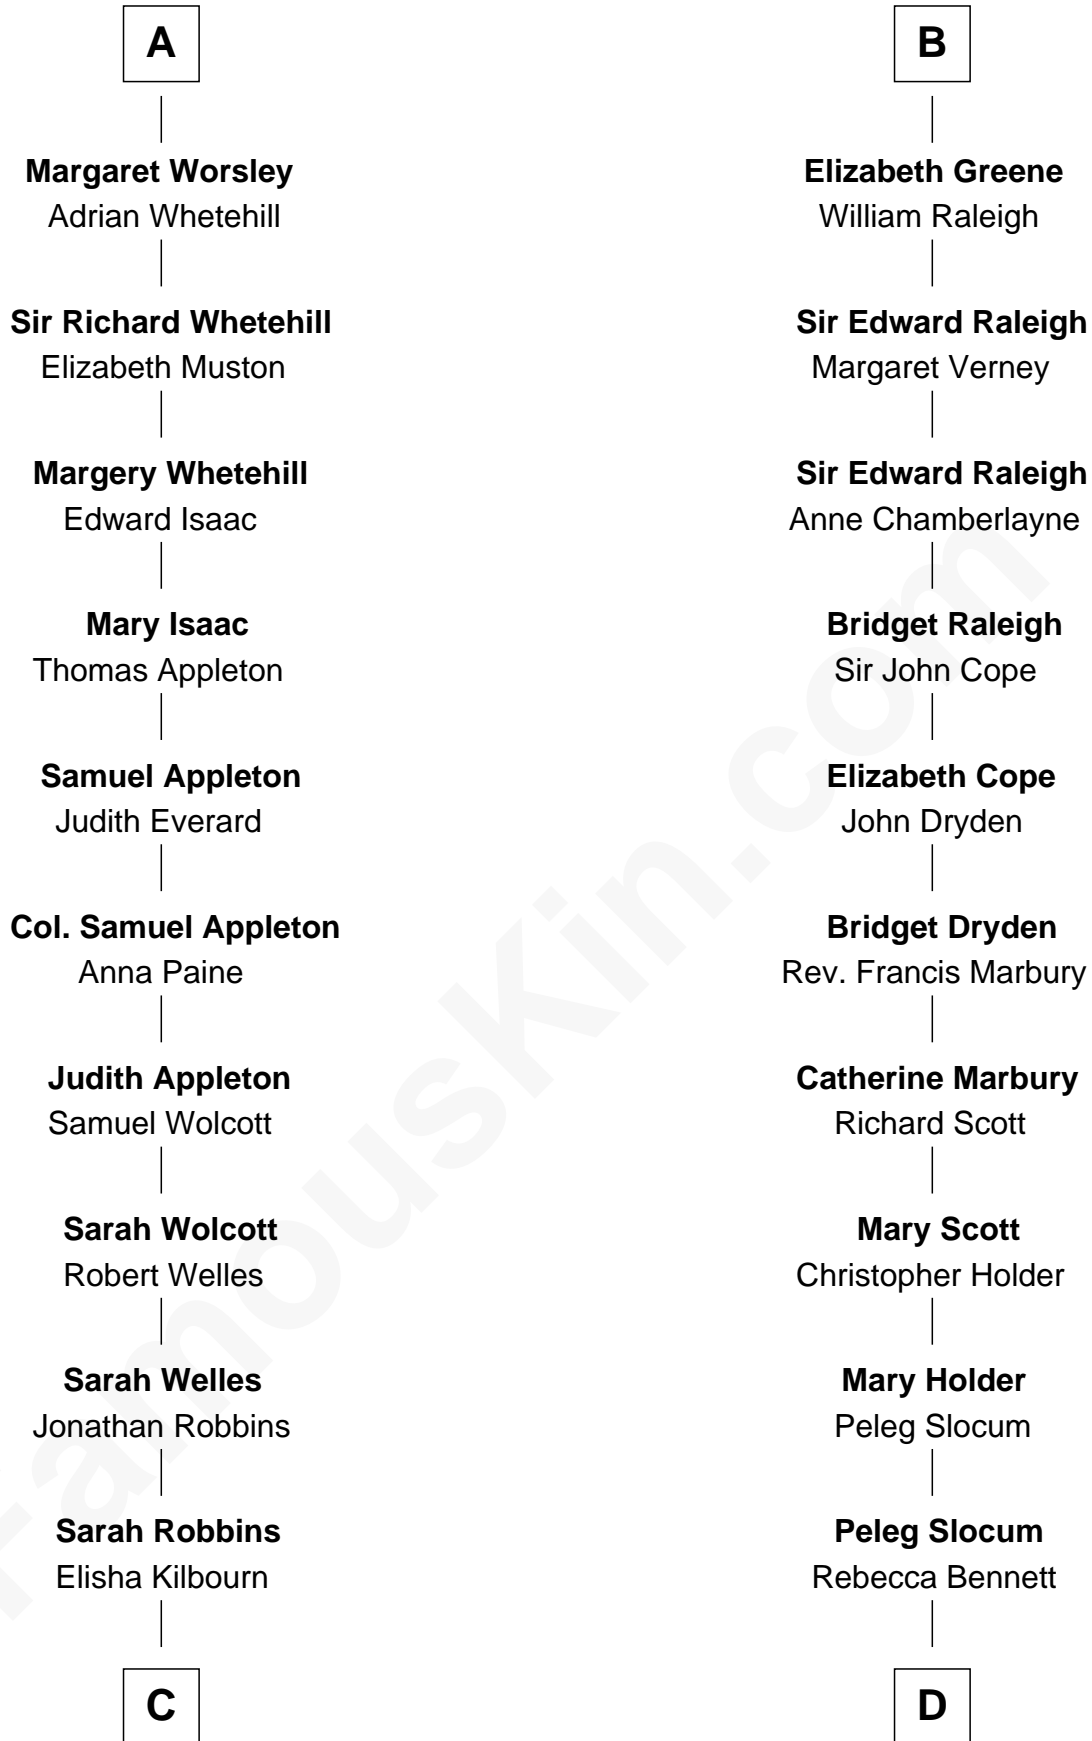 A
Margaret Worsley
Adrian Whetehill
Sir Richard Whetehill
Elizabeth Muston
Margery Whetehill
Edward Isaac
Mary Isaac
Thomas Appleton
Samuel Appleton
Judith Everard
Col. Samuel Appleton
Anna Paine
Judith Appleton
Samuel Wolcott
Sarah Wolcott
Robert Welles
Sarah Welles
Jonathan Robbins
Sarah Robbins
Elisha Kilbourn
C
B
Elizabeth Greene
William Raleigh
Sir Edward Raleigh
Margaret Verney
Sir Edward Raleigh
Anne Chamberlayne
Bridget Raleigh
Sir John Cope
Elizabeth Cope
John Dryden
Bridget Dryden
Rev. Francis Marbury
Catherine Marbury
Richard Scott
Mary Scott
Christopher Holder
Mary Holder
Peleg Slocum
Peleg Slocum
Rebecca Bennett
D
FamousKin.com